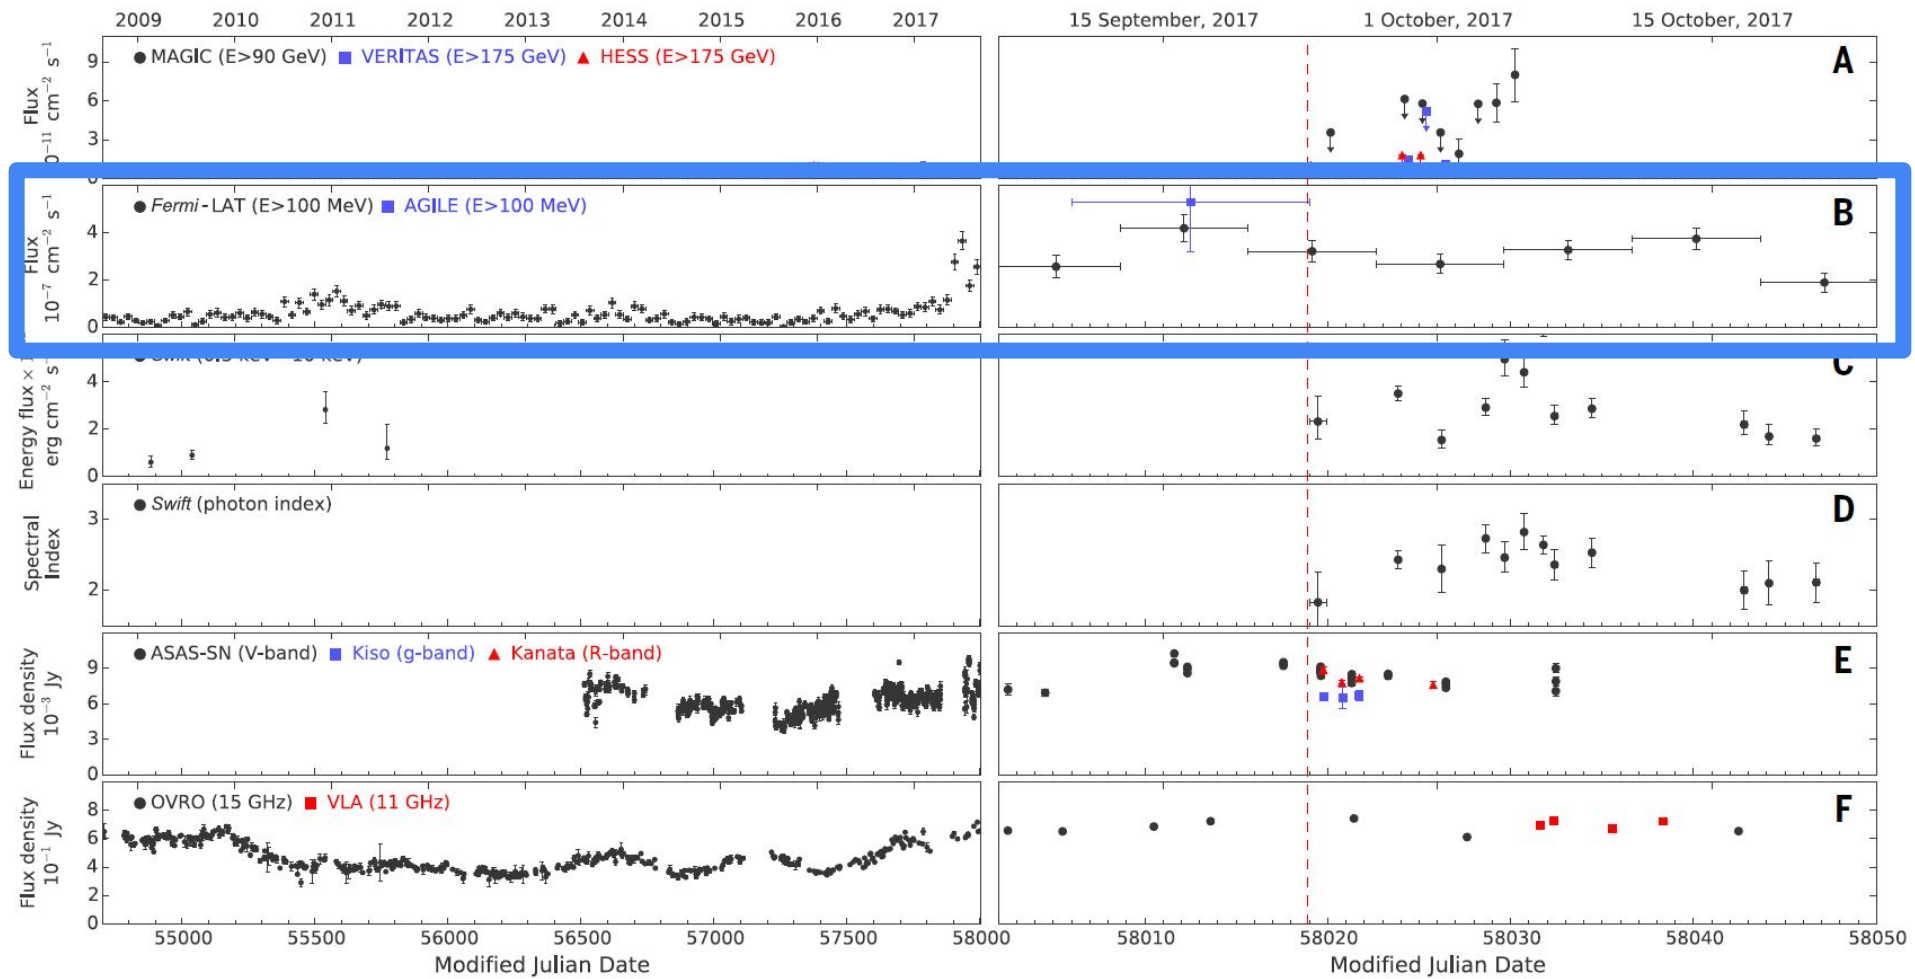 2009 2010 2011 2012 2013 2014 2015 2016 2017 15 September, 2017 1 October, 2017 15 October, 2017
MAGIC (E>90 GeV) VERITAS (E>175 GeV) HESS (E>175 GeV) A
Flux
cm⁻² s⁻¹
9
6
3
0
Fermi-LAT (E>100 MeV) AGILE (E>100 MeV) B
Flux
10⁻⁷ cm⁻² s⁻¹
4
2
0
C
Energy flux ×
erg cm⁻² s
4
2
0
Swift (photon index) D
Spectral
Index
3
2
ASAS-SN (V-band) Kiso (g-band) Kanata (R-band) E
Flux density
10⁻³ Jy
9
6
3
0
OVRO (15 GHz) VLA (11 GHz) F
Flux density
10⁻¹ Jy
8
6
4
2
0
55000 55500 56000 56500 57000 57500 58000 58010 58020 58030 58040 58050
Modified Julian Date Modified Julian Date